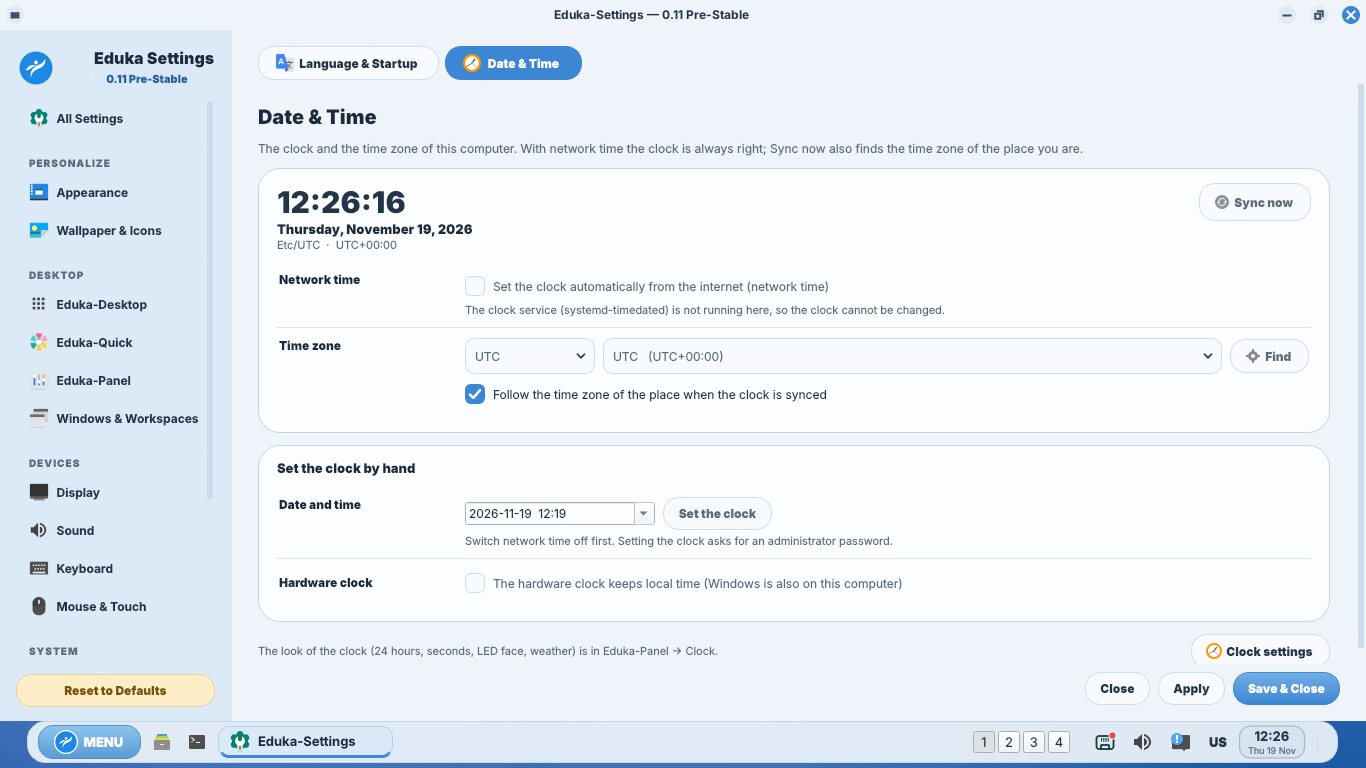 Eduka-Settings — 0.11 Pre-Stable
Eduka Settings
0.11 Pre-Stable
All Settings
PERSONALIZE
Appearance
Wallpaper & Icons
DESKTOP
Eduka-Desktop
Eduka-Quick
Eduka-Panel
Windows & Workspaces
DEVICES
Display
Sound
Keyboard
Mouse & Touch
SYSTEM
Reset to Defaults
Language & Startup
Date & Time
Date & Time
The clock and the time zone of this computer. With network time the clock is always right; Sync now also finds the time zone of the place you are.
12:26:16
Sync now
Thursday, November 19, 2026
Etc/UTC · UTC+00:00
Network time
Set the clock automatically from the internet (network time)
The clock service (systemd-timedated) is not running here, so the clock cannot be changed.
Time zone
UTC
UTC (UTC+00:00)
Find
Follow the time zone of the place when the clock is synced
Set the clock by hand
Date and time
2026-11-19 12:19
Set the clock
Switch network time off first. Setting the clock asks for an administrator password.
Hardware clock
The hardware clock keeps local time (Windows is also on this computer)
The look of the clock (24 hours, seconds, LED face, weather) is in Eduka-Panel → Clock.
Clock settings
Close
Apply
Save & Close
MENU
Eduka-Settings
1
2
3
4
US
12:26
Thu 19 Nov